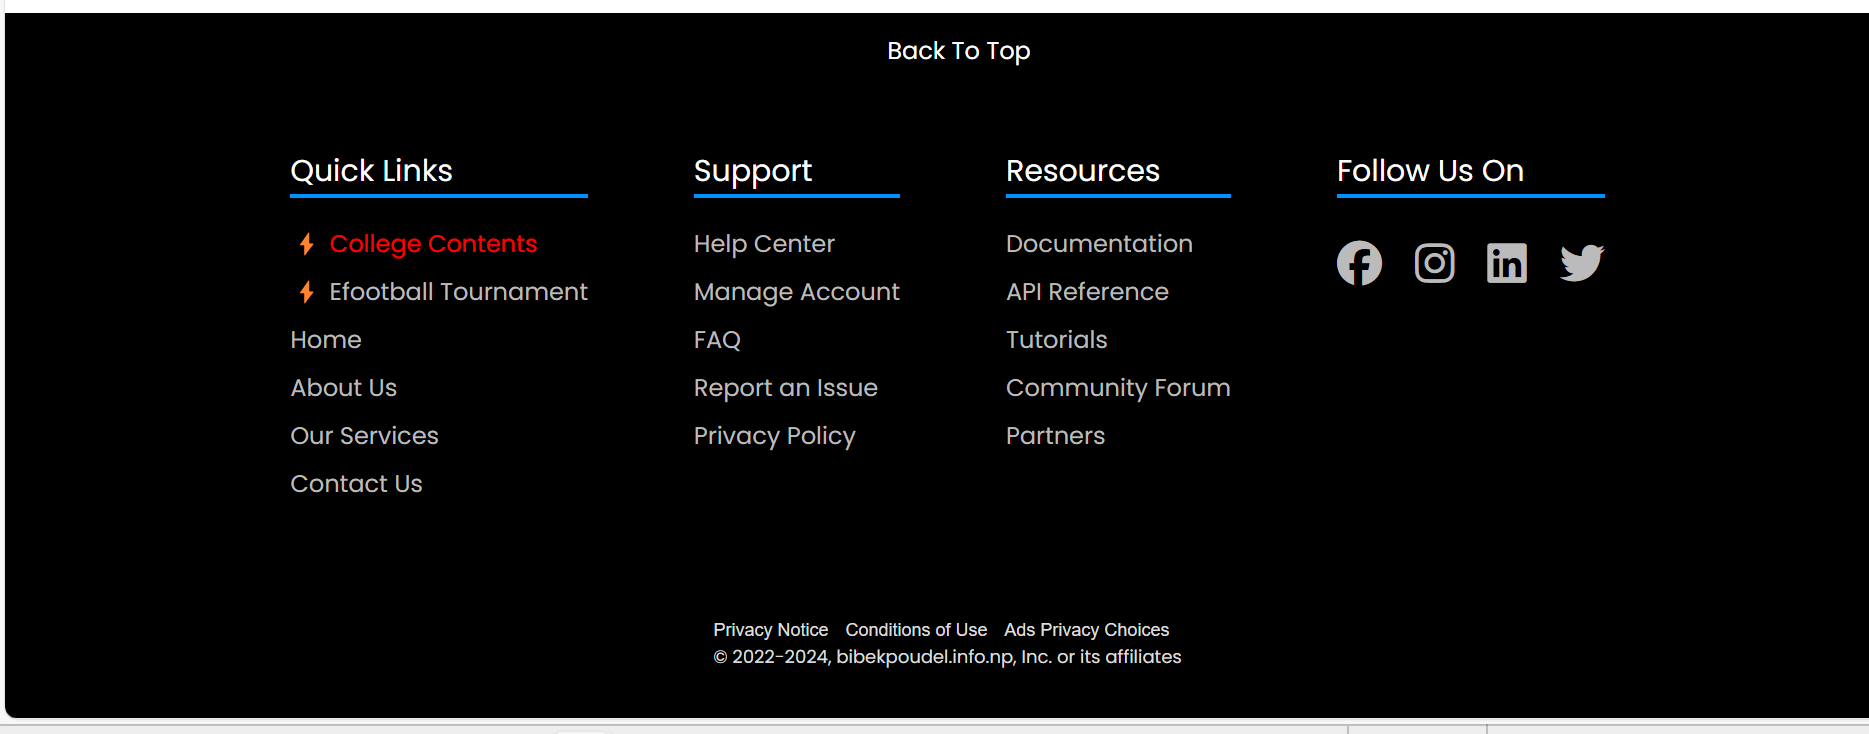 Back To Top
Quick Links
College Contents
Efootball Tournament
Home
About Us
Our Services
Contact Us
Support
Help Center
Manage Account
FAQ
Report an Issue
Privacy Policy
Resources
Documentation
API Reference
Tutorials
Community Forum
Partners
Follow Us On
Privacy Notice Conditions of Use Ads Privacy Choices
© 2022-2024, bibekpoudel.info.np, Inc. or its affiliates